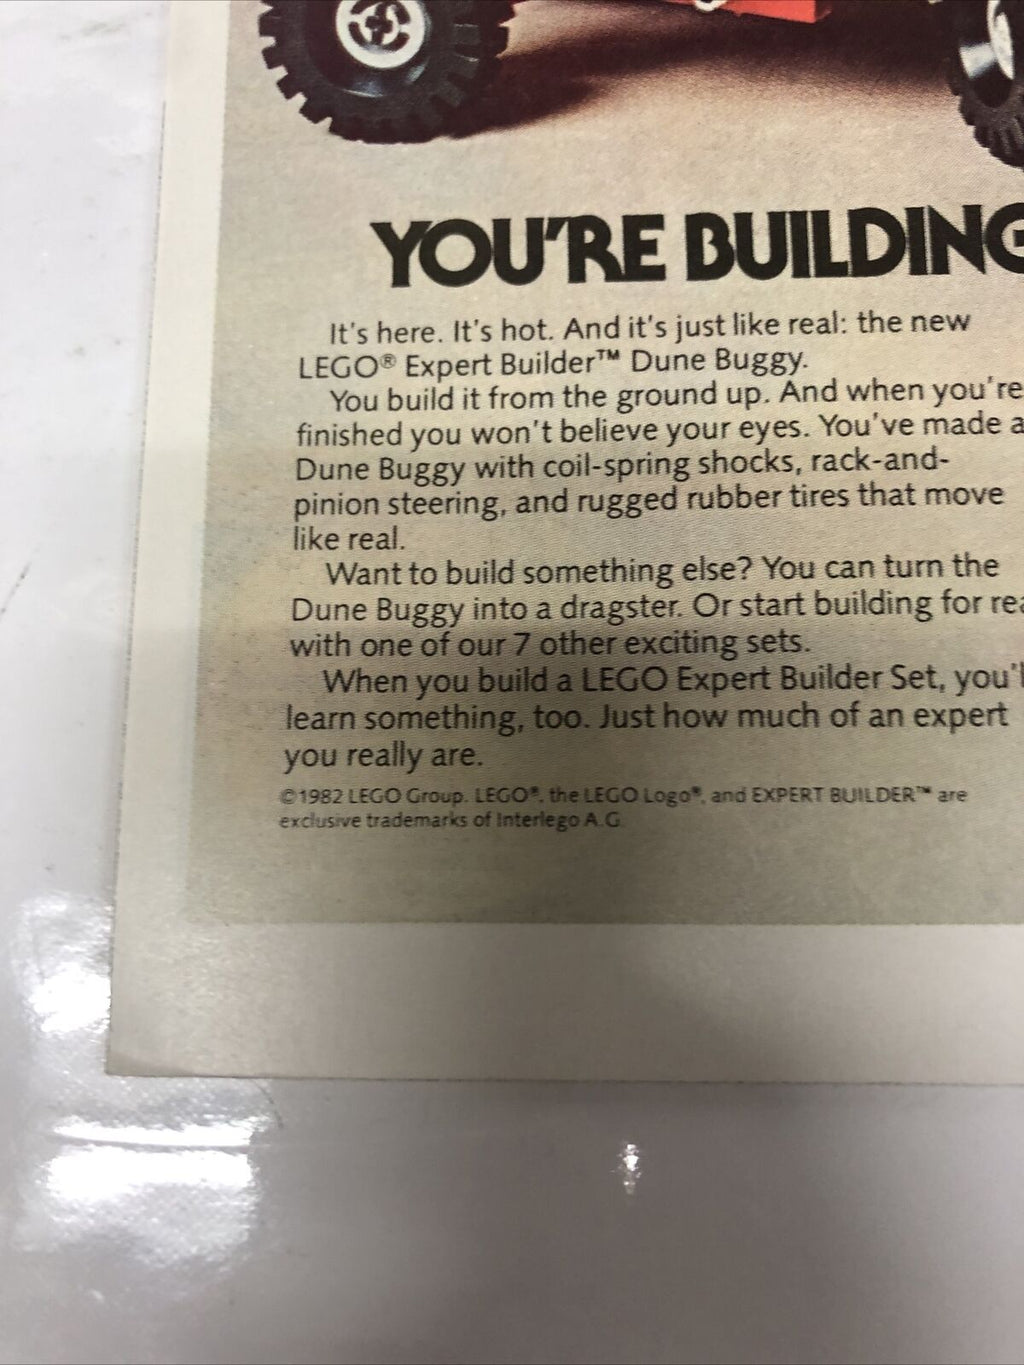 YOU'RE BUILDING
It's here. It's hot. And it's just like real: the new
LEGO® Expert Builder™ Dune Buggy.
You build it from the ground up. And when you're
finished you won't believe your eyes. You've made a
Dune Buggy with coil-spring shocks, rack-and-
pinion steering, and rugged rubber tires that move
like real.
Want to build something else? You can turn the
Dune Buggy into a dragster. Or start building for
with one of our 7 other exciting sets.
When you build a LEGO Expert Builder Set, you'l
learn something, too. Just how much of an expert
you really are.
©1982 LEGO Group. LEGO®, the LEGO Logo®, and EXPERT BUILDER™ are
exclusive trademarks of Interlego A.G.